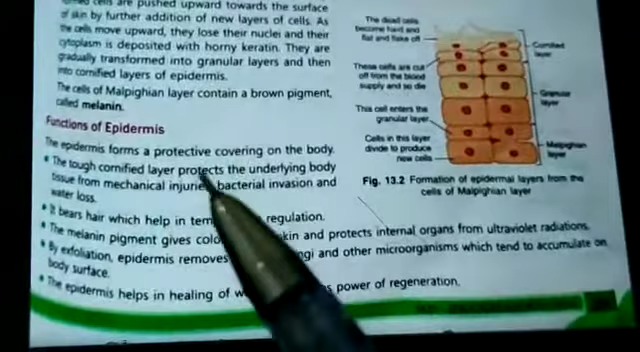 cells are pushed upward towards the surface
of skin by further addition of new layers of cells. As
the cells move upward, they lose their nuclei and their
cytoplasm is deposited with horny keratin. They are
gradually transformed into granular layers and then
into cornified layers of epidermis.
The cells of Malpighian layer contain a brown pigment,
called melanin.
Functions of Epidermis
The epidermis forms a protective covering on the body.
• The tough cornified layer protects the underlying body
tissue from mechanical injuries, bacterial invasion and
water loss.
• It bears hair which help in regulation.
• The melanin pigment gives skin and protects internal organs from ultraviolet radiations.
• By exfoliation, epidermis removes and other microorganisms which tend to accumulate on
body surface.
• The epidermis helps in healing of power of regeneration.
The dead cells
become hard and
flat and flake off
These cells are cut
off from the blood
supply and so die
This cell enters the
granular layer
Cells in this layer
divide to produce
new cells
Cornified
layer
Granular
layer
Malpighian
layer
Fig. 13.2 Formation of epidermal layers from the
cells of Malpighian layer